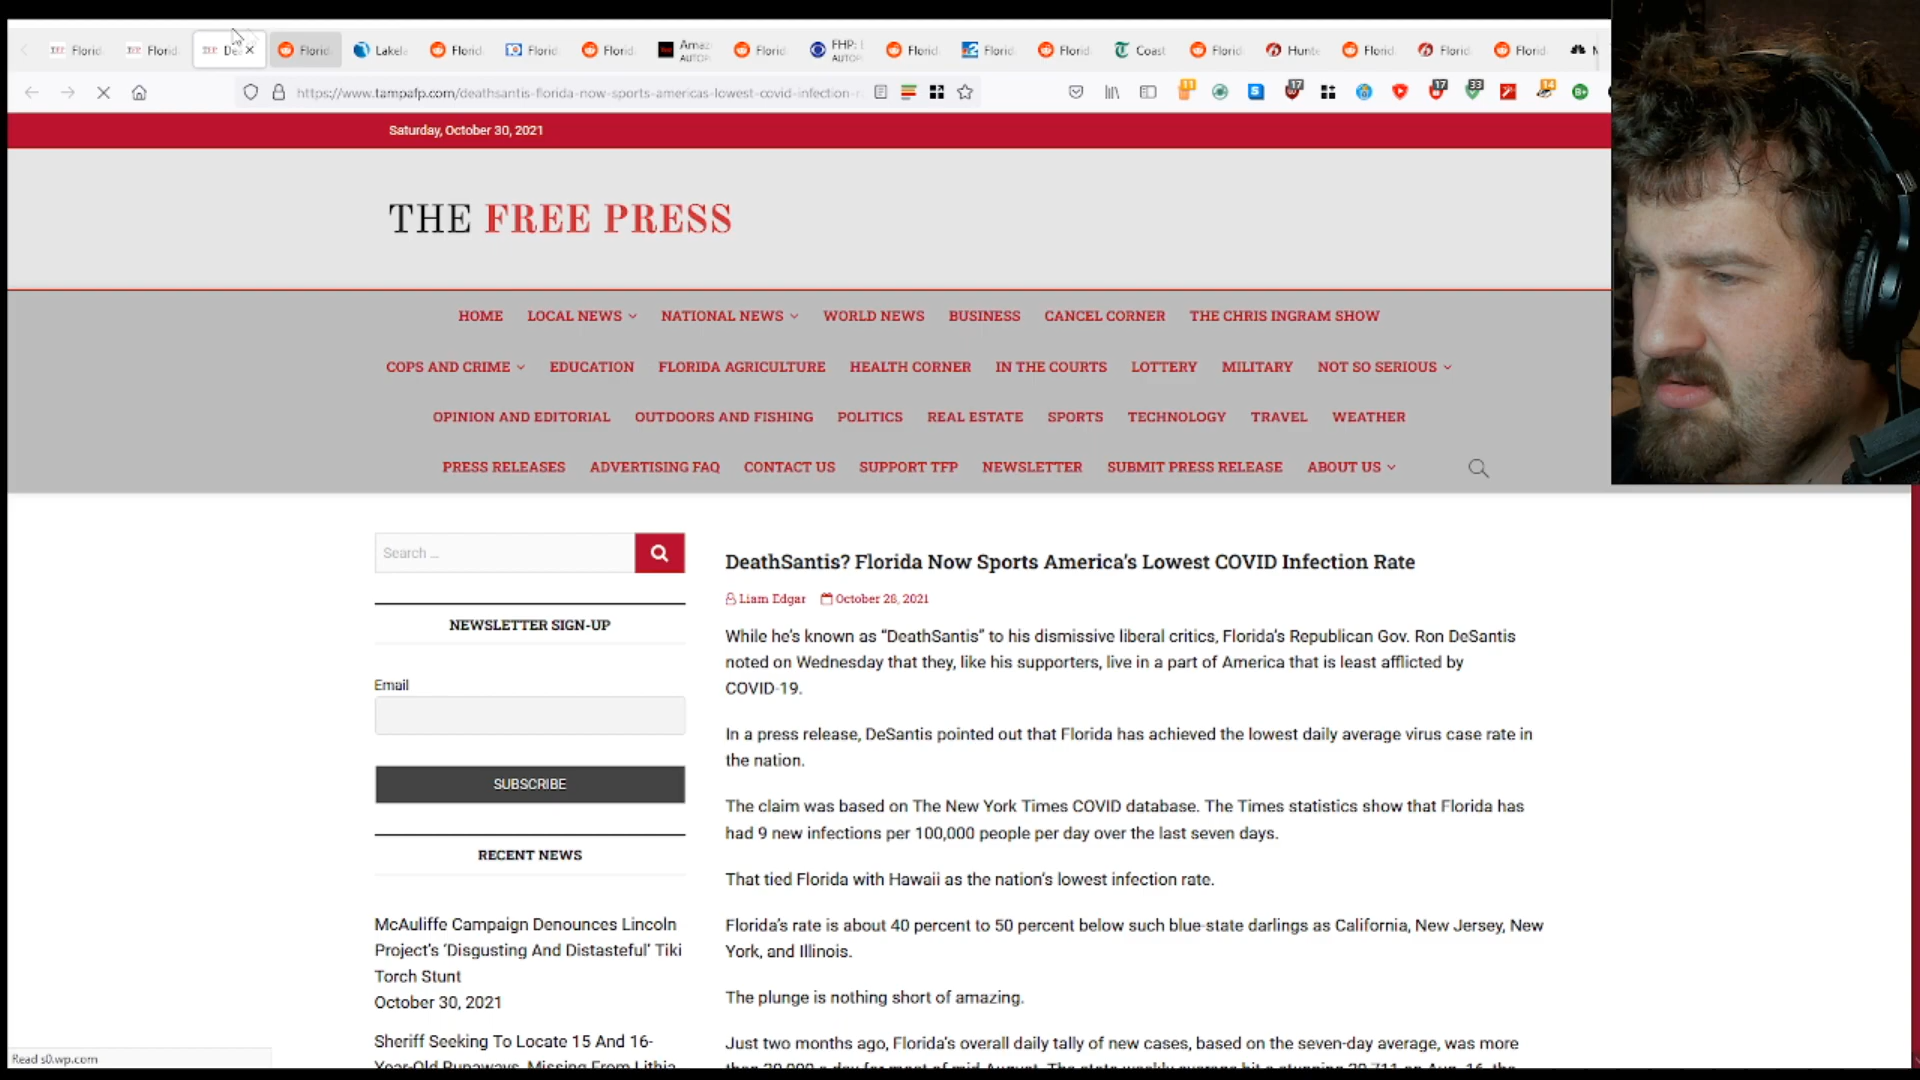 Florid
Florid
De
Florid
Lakela
Florid
Florid
Florid
Amaz
AUTOP
Florid
FHP: I
AUTOP
Florid
Florid
Florid
Coast
Florid
Hunte
Florid
Florid
Florid
https://www.tampafp.com/deathsantis-florida-now-sports-americas-lowest-covid-infection-r
Saturday, October 30, 2021
THE FREE PRESS
HOME LOCAL NEWS NATIONAL NEWS WORLD NEWS BUSINESS CANCEL CORNER THE CHRIS INGRAM SHOW
COPS AND CRIME EDUCATION FLORIDA AGRICULTURE HEALTH CORNER IN THE COURTS LOTTERY MILITARY NOT SO SERIOUS
OPINION AND EDITORIAL OUTDOORS AND FISHING POLITICS REAL ESTATE SPORTS TECHNOLOGY TRAVEL WEATHER
PRESS RELEASES ADVERTISING FAQ CONTACT US SUPPORT TFP NEWSLETTER SUBMIT PRESS RELEASE ABOUT US
Search ...
NEWSLETTER SIGN-UP
Email
SUBSCRIBE
RECENT NEWS
McAuliffe Campaign Denounces Lincoln
Project's 'Disgusting And Distasteful' Tiki
Torch Stunt
October 30, 2021
Sheriff Seeking To Locate 15 And 16-
Year-Old Runaways, Missing From Lithia
DeathSantis? Florida Now Sports America's Lowest COVID Infection Rate
Liam Edgar October 28, 2021
While he's known as "DeathSantis" to his dismissive liberal critics, Florida's Republican Gov. Ron DeSantis
noted on Wednesday that they, like his supporters, live in a part of America that is least afflicted by
COVID-19.
In a press release, DeSantis pointed out that Florida has achieved the lowest daily average virus case rate in
the nation.
The claim was based on The New York Times COVID database. The Times statistics show that Florida has
had 9 new infections per 100,000 people per day over the last seven days.
That tied Florida with Hawaii as the nation's lowest infection rate.
Florida's rate is about 40 percent to 50 percent below such blue-state darlings as California, New Jersey, New
York, and Illinois.
The plunge is nothing short of amazing.
Just two months ago, Florida's overall daily tally of new cases, based on the seven-day average, was more
Read s0.wp.com